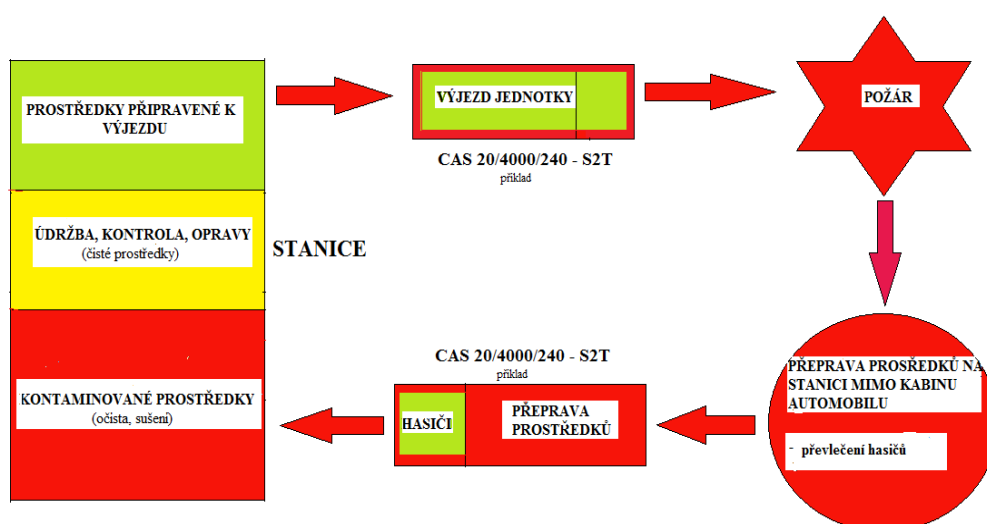 PROSTŘEDKY PŘIPRAVENÉ K
VÝJEZDU
VÝJEZD JEDNOTKY
CAS 20/4000/240 - S2T
příklad
POŽÁR
ÚDRŽBA, KONTROLA, OPRAVY
(čisté prostředky)
STANICE
KONTAMINOVANÉ PROSTŘEDKY
(očista, sušení)
CAS 20/4000/240 - S2T
příklad
HASIČI
PŘEPRAVA
PROSTŘEDKŮ
PŘEPRAVA PROSŘEDKŮ NA
STANICI MIMO KABINU
AUTOMOBILU
- převlečení hasičů